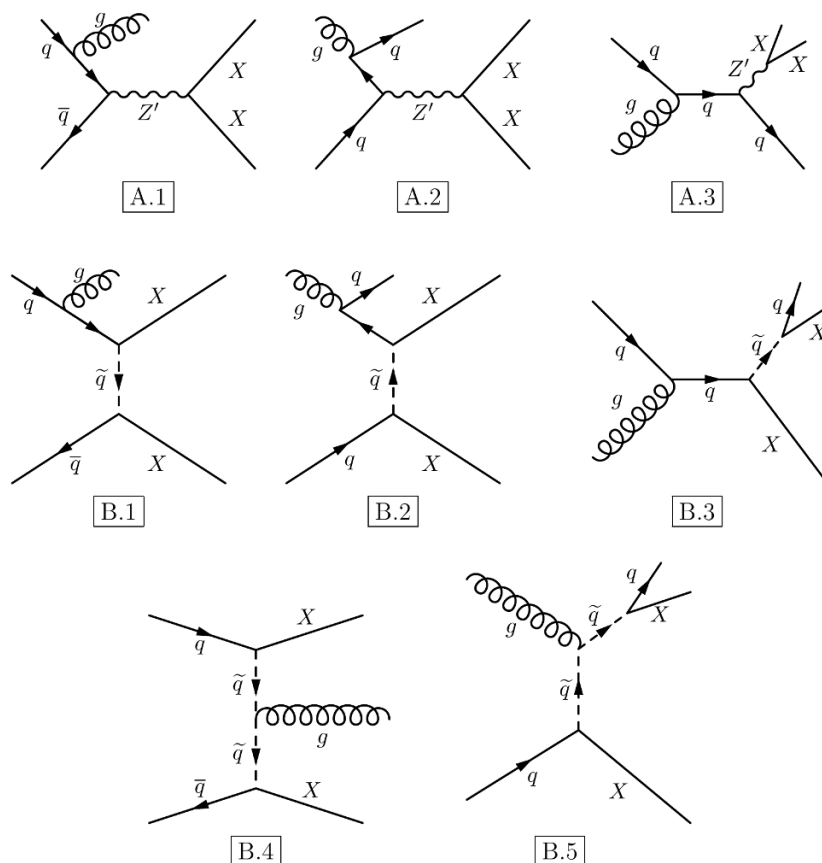 g
q
q̅
Z′
X
X
A.1
g
q
q
Z′
X
X
A.2
q
g
q
Z′
X
X
q
A.3
g
q
X
q̃
q̅
X
B.1
q
g
X
q̃
q
X
B.2
q
g
q
q̃
q
X
X
B.3
q
X
q̃
g
q̃
q̅
X
B.4
g
q̃
q
X
q̃
q
X
B.5